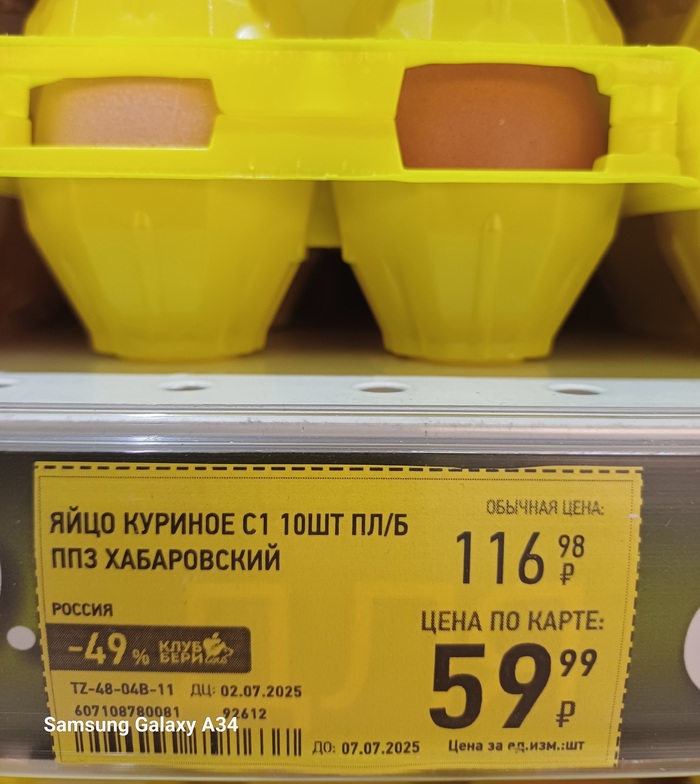 ЯЙЦО КУРИНОЕ С1 10ШТ ПЛ/Б
ППЗ ХАБАРОВСКИЙ
ОБЫЧНАЯ ЦЕНА:
116 98
₽
РОССИЯ
-49% КЛУБ
БЕРИ
ЦЕНА ПО КАРТЕ:
59 99
₽
TZ-48-04B-11 ДЦ: 02.07.2025
607108780081 92612
Samsung Galaxy A34
ДО: 07.07.2025 Цена за ед.изм.:шт